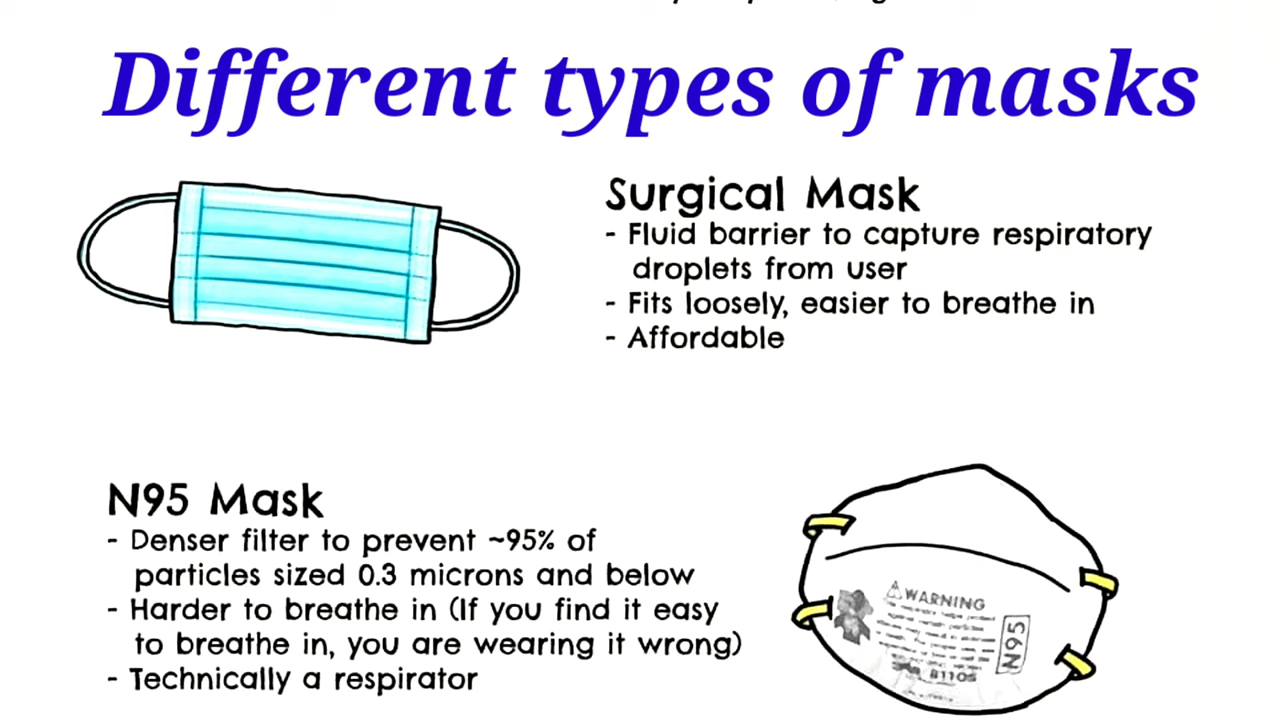 Different types of masks
Surgical Mask
- Fluid barrier to capture respiratory
droplets from user
- Fits loosely, easier to breathe in
- Affordable
N95 Mask
- Denser filter to prevent ~95% of
particles sized 0.3 microns and below
- Harder to breathe in (If you find it easy
to breathe in, you are wearing it wrong)
- Technically a respirator
WARNING
N95